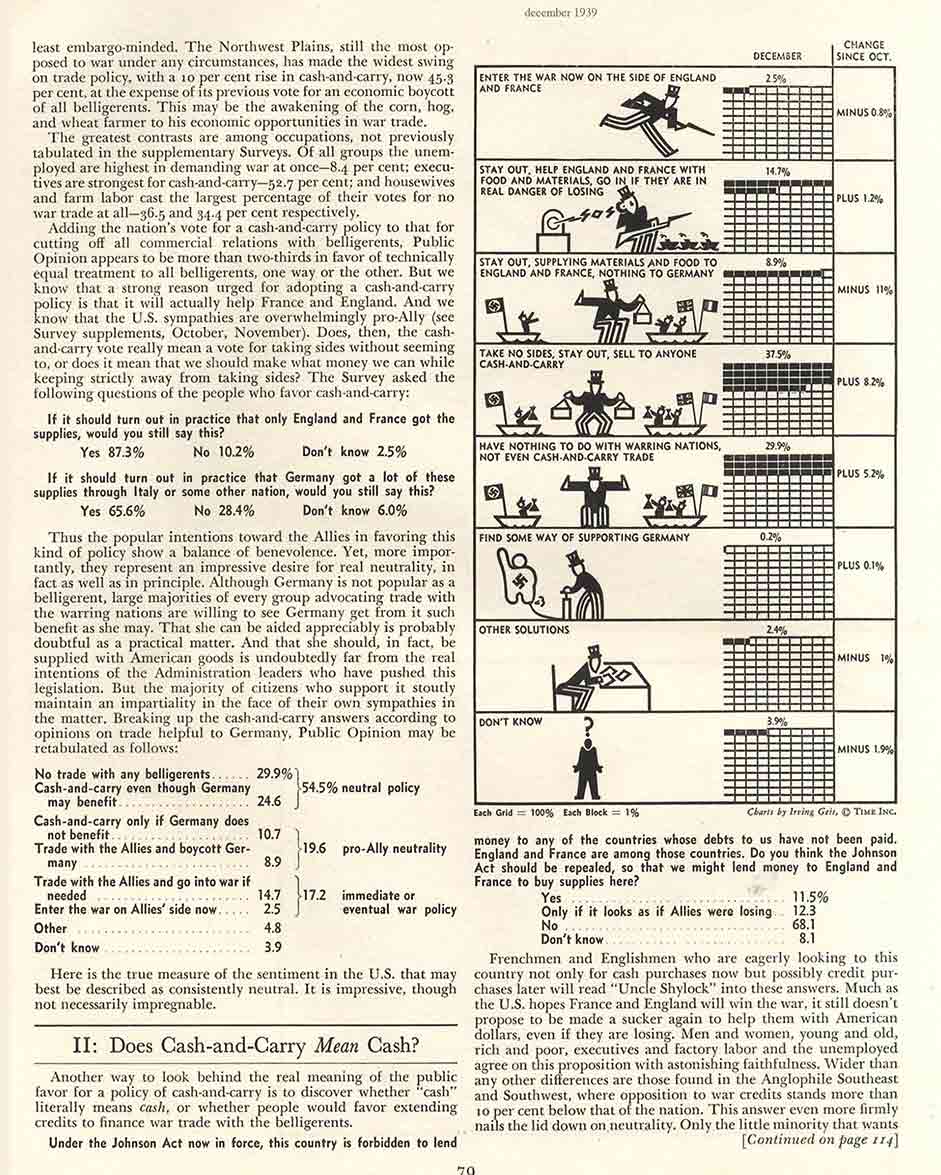 december 1939
least embargo-minded. The Northwest Plains, still the most op-
posed to war under any circumstances, has made the widest swing
on trade policy, with a 10 per cent rise in cash-and-carry, now 45.3
per cent, at the expense of its previous vote for an economic boycott
of all belligerents. This may be the awakening of the corn, hog,
and wheat farmer to his economic opportunities in war trade.
The greatest contrasts are among occupations, not previously
tabulated in the supplementary Surveys. Of all groups the unem-
ployed are highest in demanding war at once—8.4 per cent; execu-
tives are strongest for cash-and-carry—52.7 per cent; and housewives
and farm labor cast the largest percentage of their votes for no
war trade at all—36.5 and 34.4 per cent respectively.
Adding the nation's vote for a cash-and-carry policy to that for
cutting off all commercial relations with belligerents, Public
Opinion appears to be more than two-thirds in favor of technically
equal treatment to all belligerents, one way or the other. But we
know that a strong reason urged for adopting a cash-and-carry
policy is that it will actually help France and England. And we
know that the U.S. sympathies are overwhelmingly pro-Ally (see
Survey supplements, October, November). Does, then, the cash-
and-carry vote really mean a vote for taking sides without seeming
to, or does it mean that we should make what money we can while
keeping strictly away from taking sides? The Survey asked the
following questions of the people who favor cash-and-carry:
If it should turn out in practice that only England and France got the
supplies, would you still say this?
Yes 87.3% No 10.2% Don't know 2.5%
If it should turn out in practice that Germany got a lot of these
supplies through Italy or some other nation, would you still say this?
Yes 65.6% No 28.4% Don't know 6.0%
Thus the popular intentions toward the Allies in favoring this
kind of policy show a balance of benevolence. Yet, more impor-
tantly, they represent an impressive desire for real neutrality, in
fact as well as in principle. Although Germany is not popular as a
belligerent, large majorities of every group advocating trade with
the warring nations are willing to see Germany get from it such
benefit as she may. That she can be aided appreciably is probably
doubtful as a practical matter. And that she should, in fact, be
supplied with American goods is undoubtedly far from the real
intentions of the Administration leaders who have pushed this
legislation. But the majority of citizens who support it stoutly
maintain an impartiality in the face of their own sympathies in
the matter. Breaking up the cash-and-carry answers according to
opinions on trade helpful to Germany, Public Opinion may be
retabulated as follows:
No trade with any belligerents...... 29.9%
Cash-and-carry even though Germany 54.5% neutral policy
may benefit.................... 24.6
Cash-and-carry only if Germany does
not benefit..................... 10.7
Trade with the Allies and boycott Ger- 19.6 pro-Ally neutrality
many .......................... 8.9
Trade with the Allies and go into war if
needed ........................ 14.7 17.2 immediate or
Enter the war on Allies' side now..... 2.5 eventual war policy
Other ........................... 4.8
Don't know ...................... 3.9
Here is the true measure of the sentiment in the U.S. that may
best be described as consistently neutral. It is impressive, though
not necessarily impregnable.
II: Does Cash-and-Carry Mean Cash?
Another way to look behind the real meaning of the public
favor for a policy of cash-and-carry is to discover whether "cash"
literally means cash, or whether people would favor extending
credits to finance war trade with the belligerents.
Under the Johnson Act now in force, this country is forbidden to lend
DECEMBER CHANGE SINCE OCT.
ENTER THE WAR NOW ON THE SIDE OF ENGLAND
AND FRANCE
2.5%
MINUS 0.8%
STAY OUT, HELP ENGLAND AND FRANCE WITH
FOOD AND MATERIALS, GO IN IF THEY ARE IN
REAL DANGER OF LOSING
SOS
14.7%
PLUS 1.2%
STAY OUT, SUPPLYING MATERIALS AND FOOD TO
ENGLAND AND FRANCE, NOTHING TO GERMANY
8.9%
MINUS 11%
TAKE NO SIDES, STAY OUT, SELL TO ANYONE
CASH-AND-CARRY
37.5%
PLUS 8.2%
HAVE NOTHING TO DO WITH WARRING NATIONS,
NOT EVEN CASH-AND-CARRY TRADE
29.9%
PLUS 5.2%
FIND SOME WAY OF SUPPORTING GERMANY
0.2%
PLUS 0.1%
OTHER SOLUTIONS
2.4%
MINUS 1%
DON'T KNOW
?
3.9%
MINUS 1.9%
Each Grid = 100% Each Block = 1% Charts by Irving Geis, © TIME INC.
money to any of the countries whose debts to us have not been paid.
England and France are among those countries. Do you think the Johnson
Act should be repealed, so that we might lend money to England and
France to buy supplies here?
Yes ............................ 11.5%
Only if it looks as if Allies were losing.. 12.3
No ............................. 68.1
Don't know...................... 8.1
Frenchmen and Englishmen who are eagerly looking to this
country not only for cash purchases now but possibly credit pur-
chases later will read "Uncle Shylock" into these answers. Much as
the U.S. hopes France and England will win the war, it still doesn't
propose to be made a sucker again to help them with American
dollars, even if they are losing. Men and women, young and old,
rich and poor, executives and factory labor and the unemployed
agree on this proposition with astonishing faithfulness. Wider than
any other differences are those found in the Anglophile Southeast
and Southwest, where opposition to war credits stands more than
10 per cent below that of the nation. This answer even more firmly
nails the lid down on neutrality. Only the little minority that wants
[Continued on page 114]
79